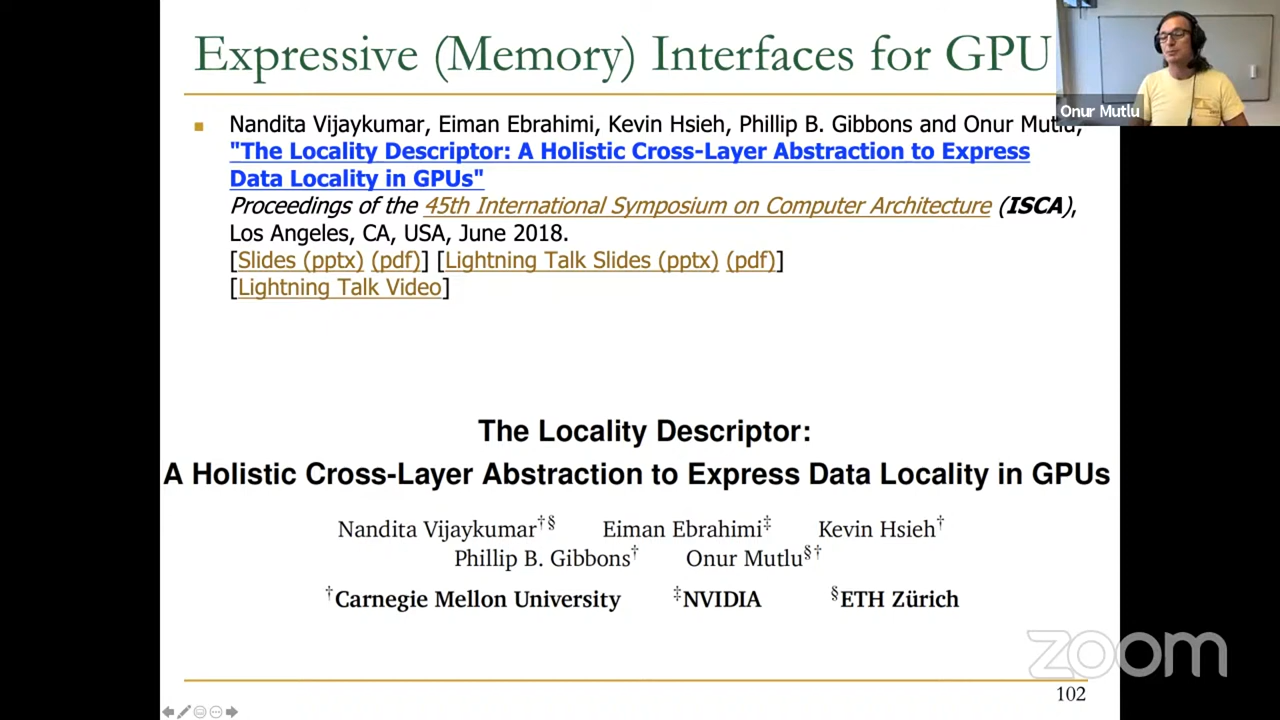 Expressive (Memory) Interfaces for GPU
Onur Mutlu
Nandita Vijaykumar, Eiman Ebrahimi, Kevin Hsieh, Phillip B. Gibbons and Onur Mutlu,
"The Locality Descriptor: A Holistic Cross-Layer Abstraction to Express
Data Locality in GPUs"
Proceedings of the 45th International Symposium on Computer Architecture (ISCA),
Los Angeles, CA, USA, June 2018.
[Slides (pptx) (pdf)] [Lightning Talk Slides (pptx) (pdf)]
[Lightning Talk Video]
The Locality Descriptor:
A Holistic Cross-Layer Abstraction to Express Data Locality in GPUs
Nandita Vijaykumar†§ Eiman Ebrahimi‡ Kevin Hsieh†
Phillip B. Gibbons† Onur Mutlu§†
†Carnegie Mellon University ‡NVIDIA §ETH Zürich
zoom
102